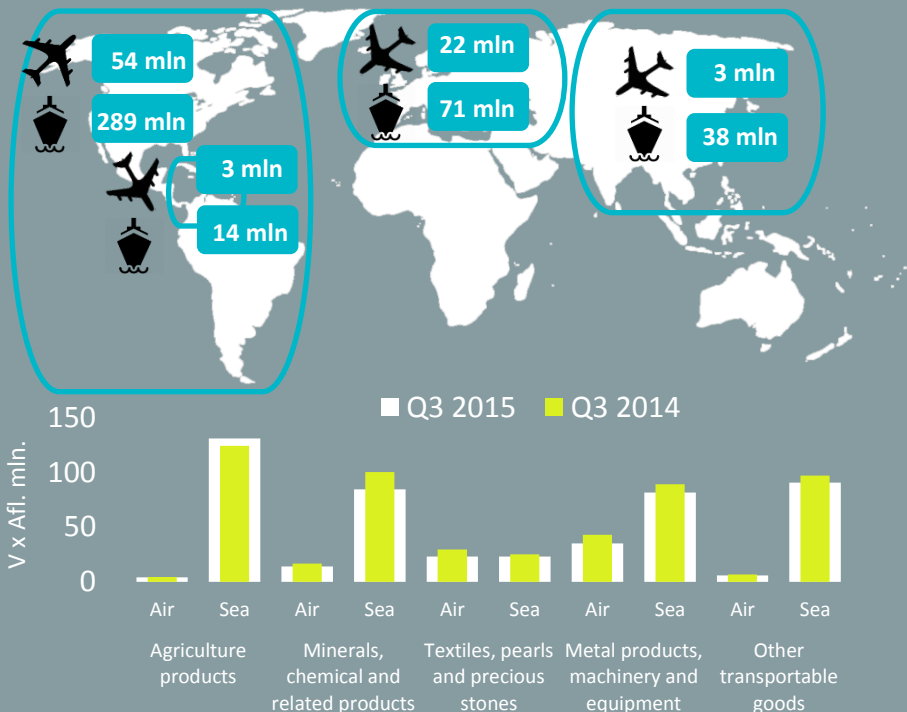 54 mln
289 mln
3 mln
14 mln
22 mln
71 mln
3 mln
38 mln
Q3 2015
Q3 2014
V x Afl. mln.
150
100
50
0
Air
Sea
Air
Sea
Air
Sea
Air
Sea
Air
Sea
Agriculture
products
Minerals,
chemical and
related products
Textiles, pearls
and precious
stones
Metal products,
machinery and
equipment
Other
transportable
goods